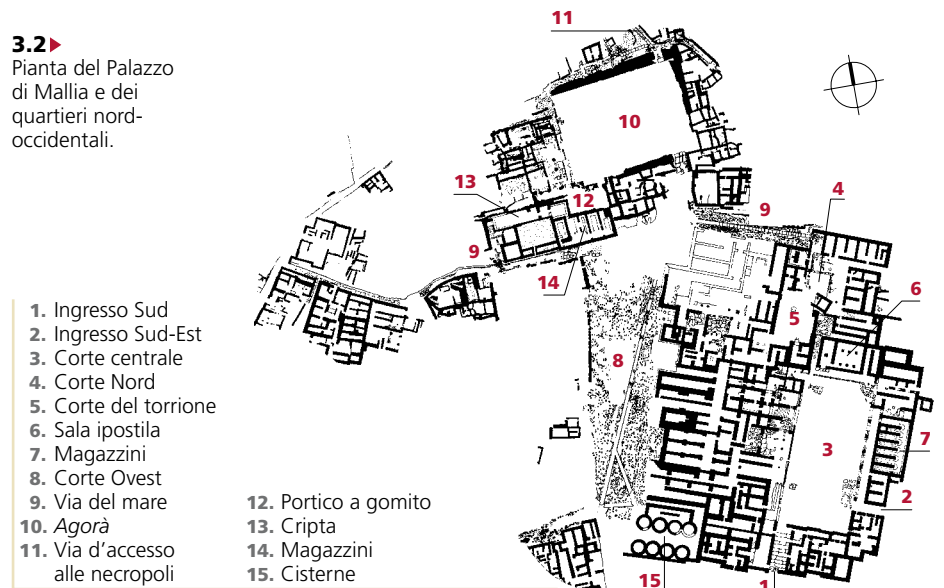 3.2
Pianta del Palazzo
di Mallia e dei
quartieri nord-
occidentali.
1. Ingresso Sud
2. Ingresso Sud-Est
3. Corte centrale
4. Corte Nord
5. Corte del torrione
6. Sala ipostila
7. Magazzini
8. Corte Ovest
9. Via del mare
10. Agorà
11. Via d'accesso
alle necropoli
12. Portico a gomito
13. Cripta
14. Magazzini
15. Cisterne
11
10
13
12
9
4
9
14
6
5
8
3
7
2
15
1